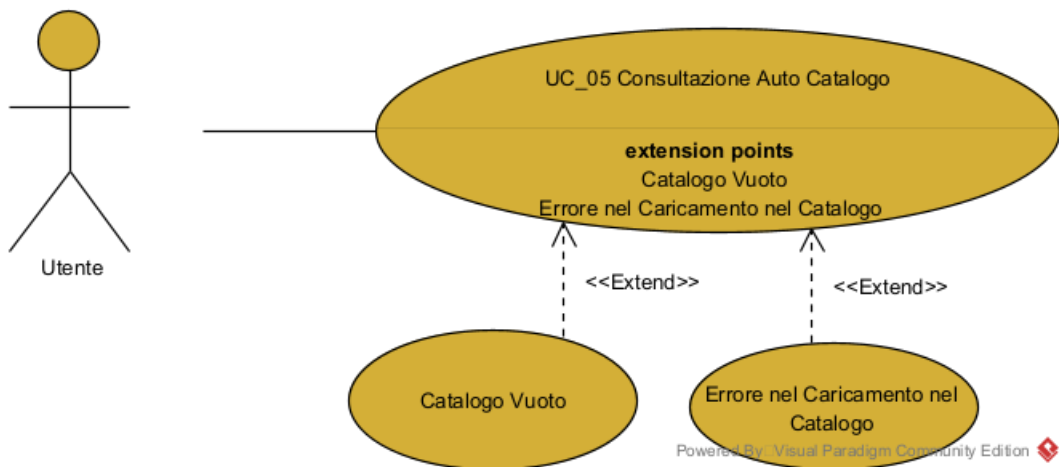 UC_05 Consultazione Auto Catalogo
extension points
Catalogo Vuoto
Errore nel Caricamento nel Catalogo
Utente
<<Extend>>
<<Extend>>
Catalogo Vuoto
Errore nel Caricamento nel
Catalogo
Powered By Visual Paradigm Community Edition